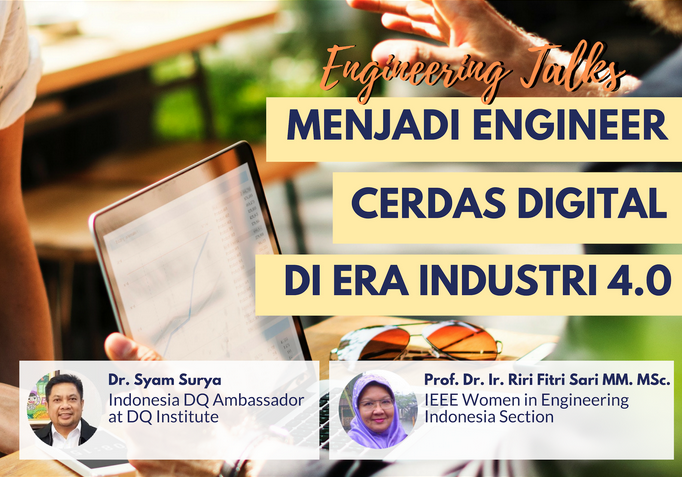 Engineering Talks
MENJADI ENGINEER
CERDAS DIGITAL
DI ERA INDUSTRI 4.0
Dr. Syam Surya
Indonesia DQ Ambassador
at DQ Institute
Prof. Dr. Ir. Riri Fitri Sari MM. MSc.
IEEE Women in Engineering
Indonesia Section